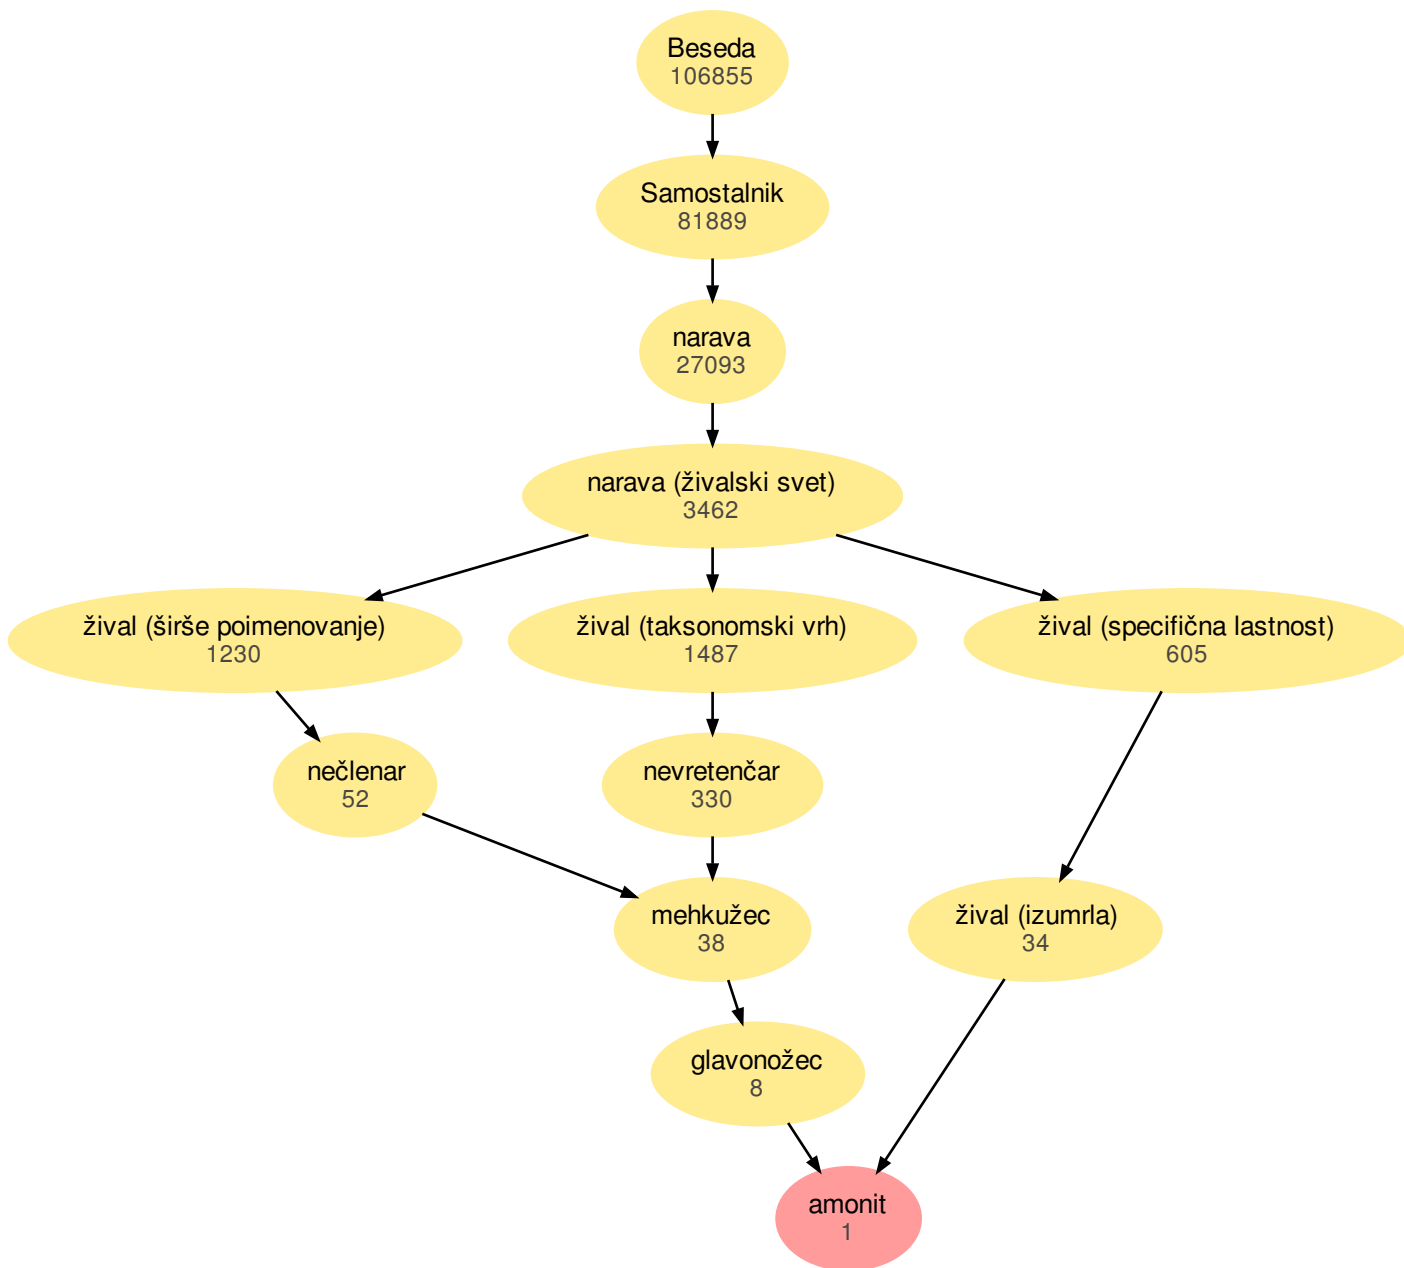 Beseda
106855
Samostalnik
81889
narava
27093
narava (živalski svet)
3462
žival (širše poimenovanje)
1230
žival (taksonomski vrh)
1487
žival (specifična lastnost)
605
nečlenar
52
nevretenčar
330
mehkužec
38
žival (izumrla)
34
glavonožec
8
amonit
1